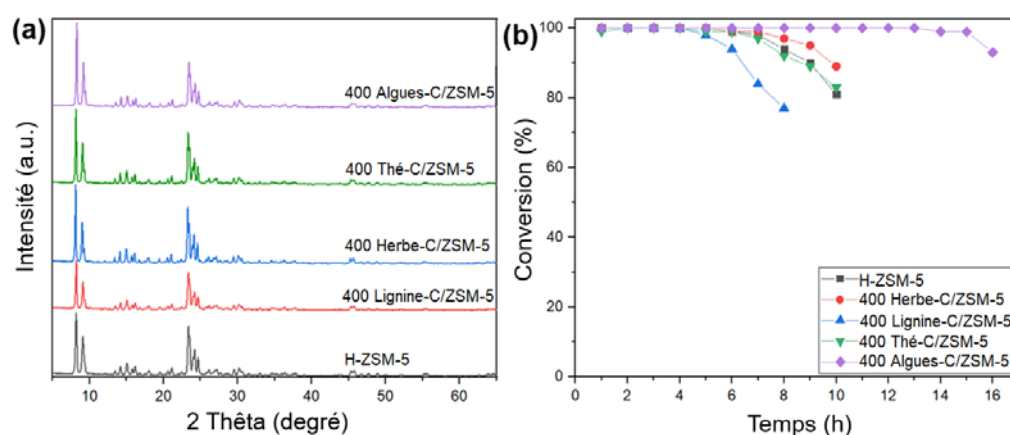 (a)
Intensité (a.u.)
400 Algues-C/ZSM-5
400 Thé-C/ZSM-5
400 Herbe-C/ZSM-5
400 Lignine-C/ZSM-5
H-ZSM-5
10 20 30 40 50 60
2 Thêta (degré)
(b)
Conversion (%)
100
80
60
40
20
0
H-ZSM-5
400 Herbe-C/ZSM-5
400 Lignine-C/ZSM-5
400 Thé-C/ZSM-5
400 Algues-C/ZSM-5
0 2 4 6 8 10 12 14 16
Temps (h)